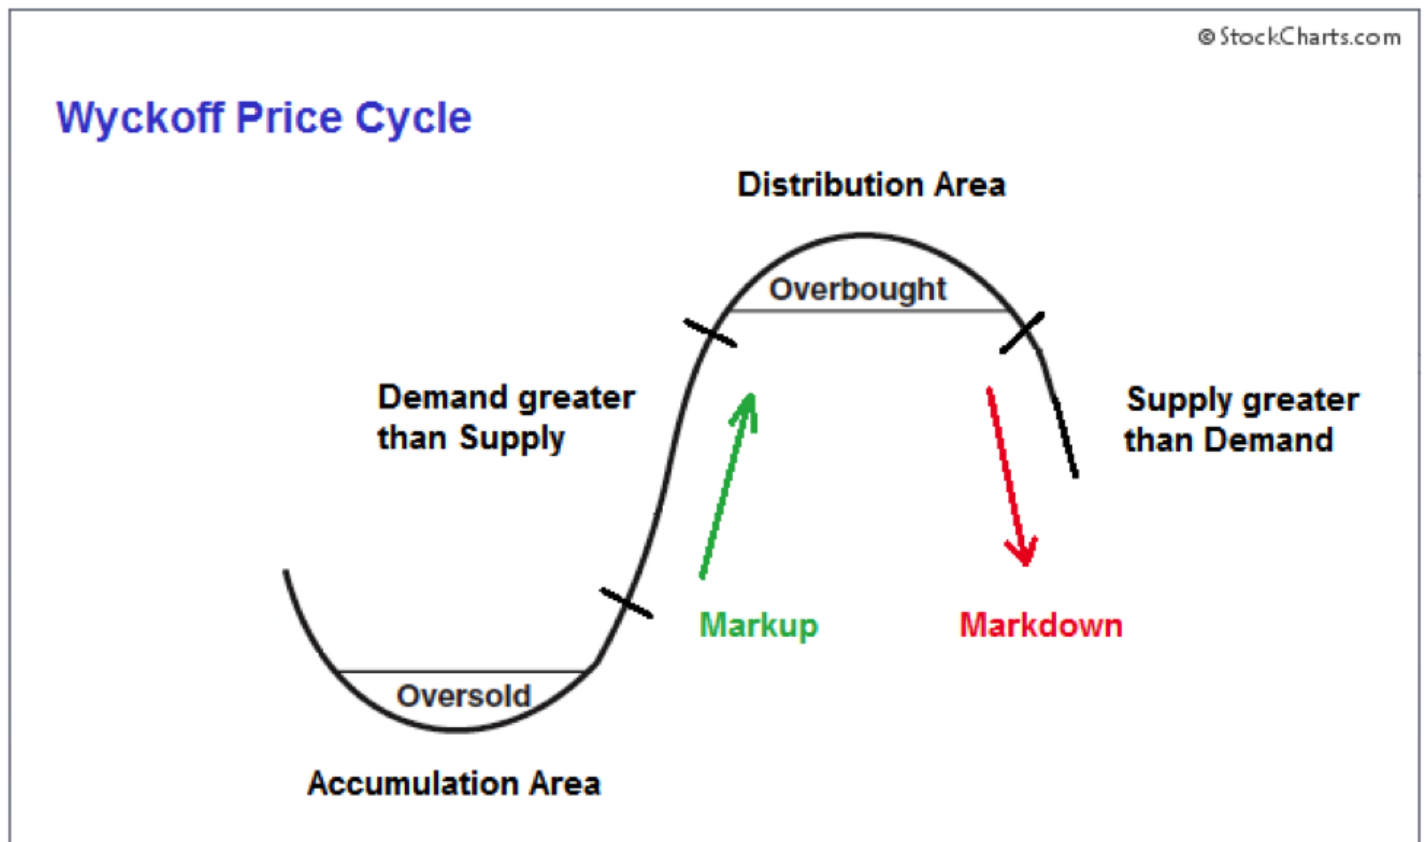 © StockCharts.com
Wyckoff Price Cycle
Distribution Area
Overbought
Demand greater
than Supply
Supply greater
than Demand
Markup
Markdown
Oversold
Accumulation Area